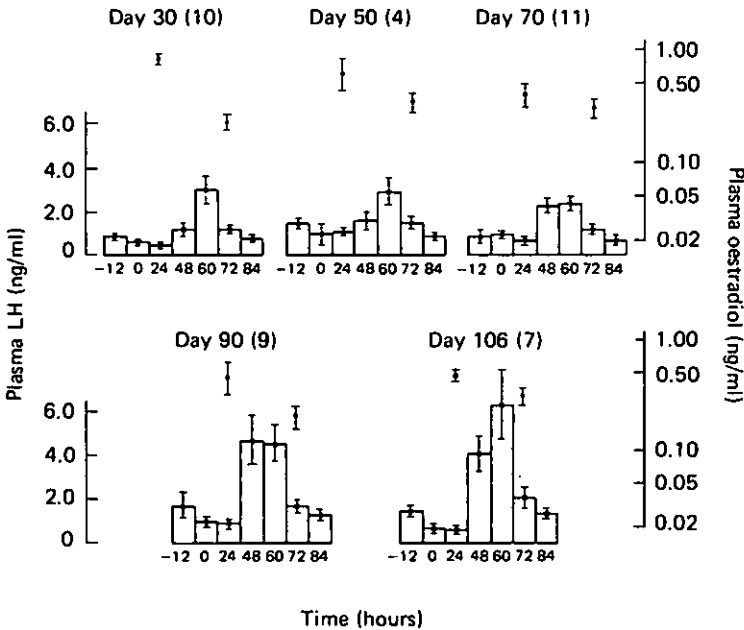 Day 30 (10) Day 50 (4) Day 70 (11)
1.00
0.50
6.0
4.0
0.10
2.0
0.05
0
0.02
−12 0 24 48 60 72 84 −12 0 24 48 60 72 84 −12 0 24 48 60 72 84
Plasma LH (ng/ml)
Plasma oestradiol (ng/ml)
Day 90 (9) Day 106 (7)
1.00
0.50
6.0
4.0
0.10
2.0
0.05
0
0.02
−12 0 24 48 60 72 84 −12 0 24 48 60 72 84
Time (hours)